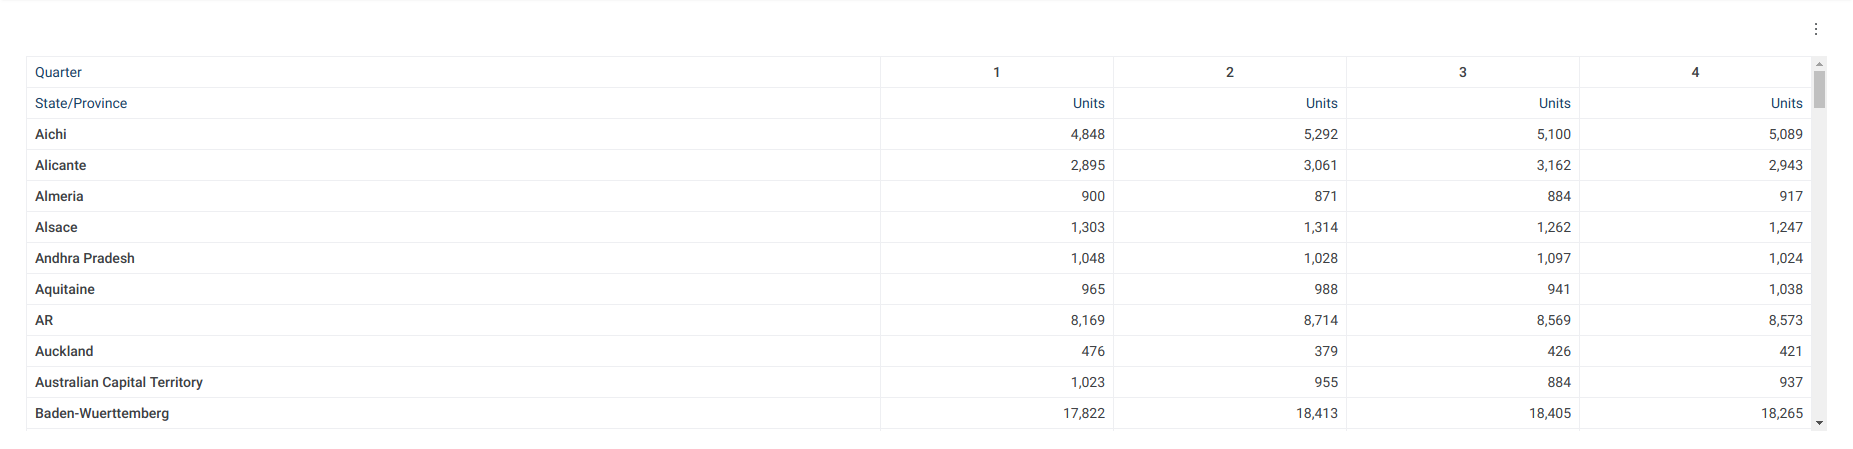 Quarter 1 2 3 4
State/Province Units Units Units Units
Aichi 4,848 5,292 5,100 5,089
Alicante 2,895 3,061 3,162 2,943
Almeria 900 871 884 917
Alsace 1,303 1,314 1,262 1,247
Andhra Pradesh 1,048 1,028 1,097 1,024
Aquitaine 965 988 941 1,038
AR 8,169 8,714 8,569 8,573
Auckland 476 379 426 421
Australian Capital Territory 1,023 955 884 937
Baden-Wuerttemberg 17,822 18,413 18,405 18,265